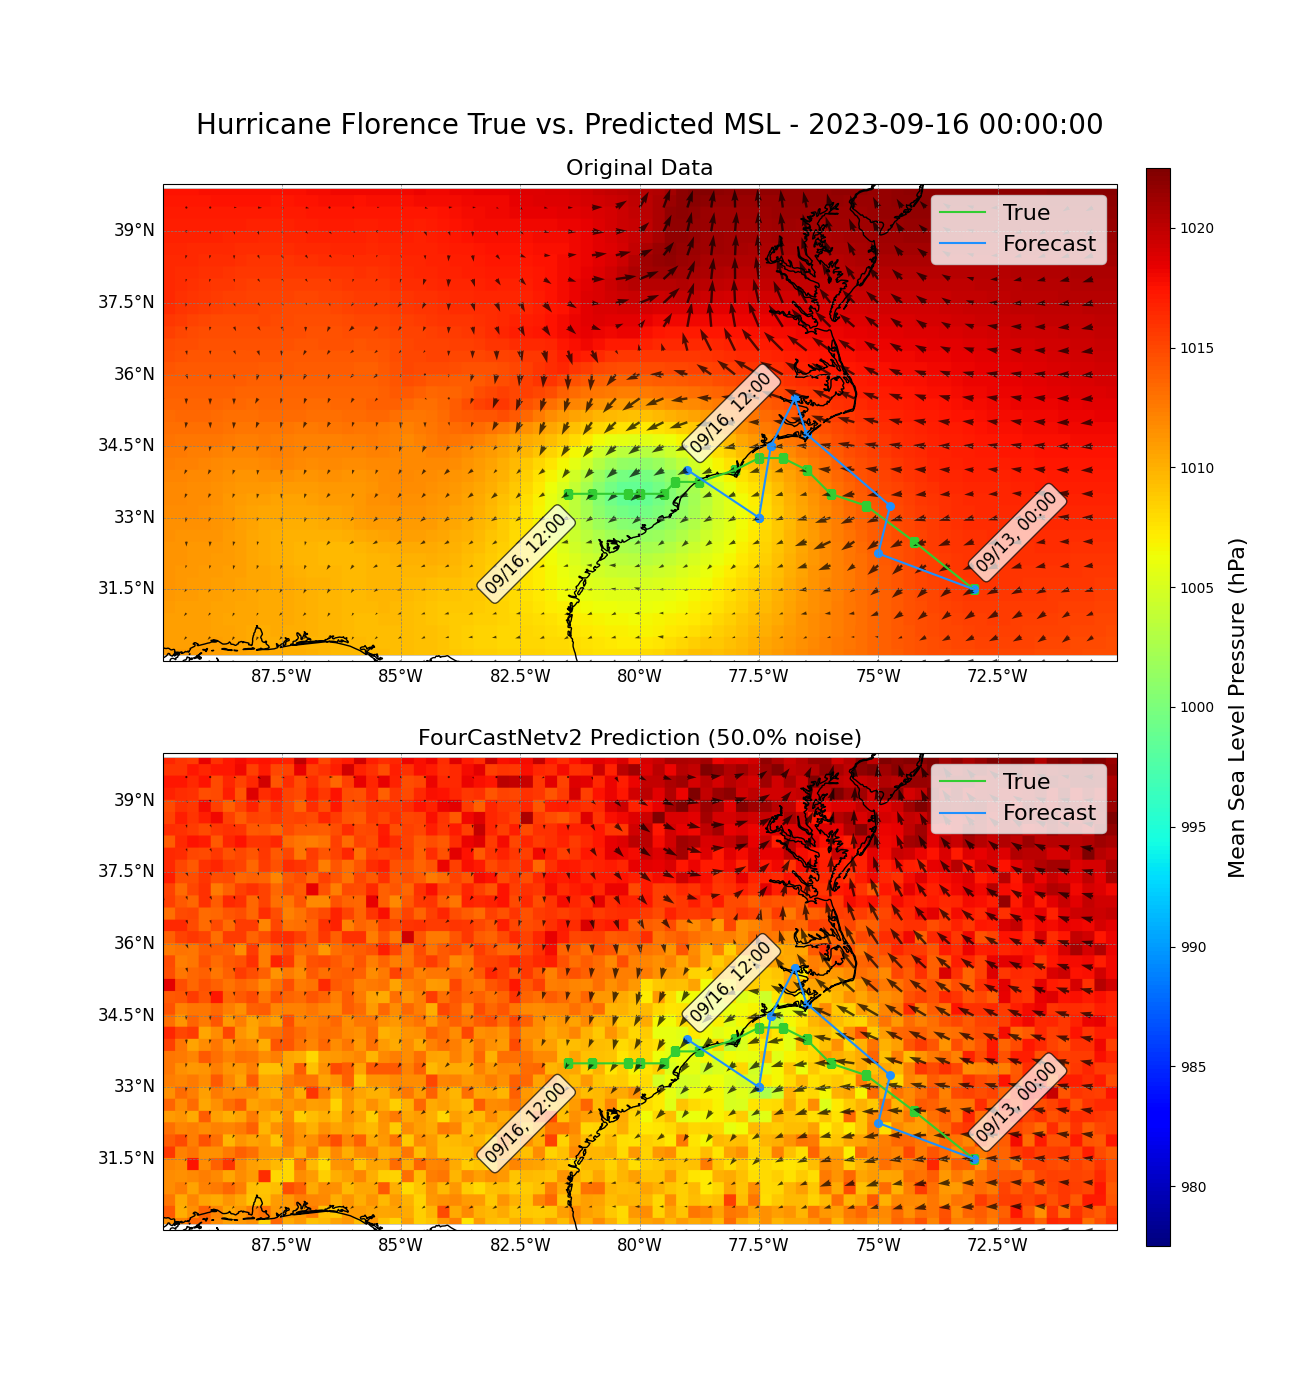 Hurricane Florence True vs. Predicted MSL - 2023-09-16 00:00:00
Original Data
True
Forecast
39°N
37.5°N
36°N
34.5°N
33°N
31.5°N
09/16, 12:00
09/16, 12:00
09/13, 00:00
87.5°W
85°W
82.5°W
80°W
77.5°W
75°W
72.5°W
FourCastNetv2 Prediction (50.0% noise)
True
Forecast
39°N
37.5°N
36°N
34.5°N
33°N
31.5°N
09/16, 12:00
09/16, 12:00
09/13, 00:00
87.5°W
85°W
82.5°W
80°W
77.5°W
75°W
72.5°W
1020
1015
1010
1005
1000
995
990
985
980
Mean Sea Level Pressure (hPa)